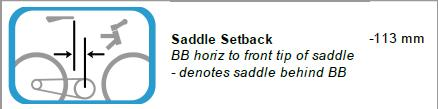 Saddle Setback -113 mm
BB horiz to front tip of saddle
- denotes saddle behind BB